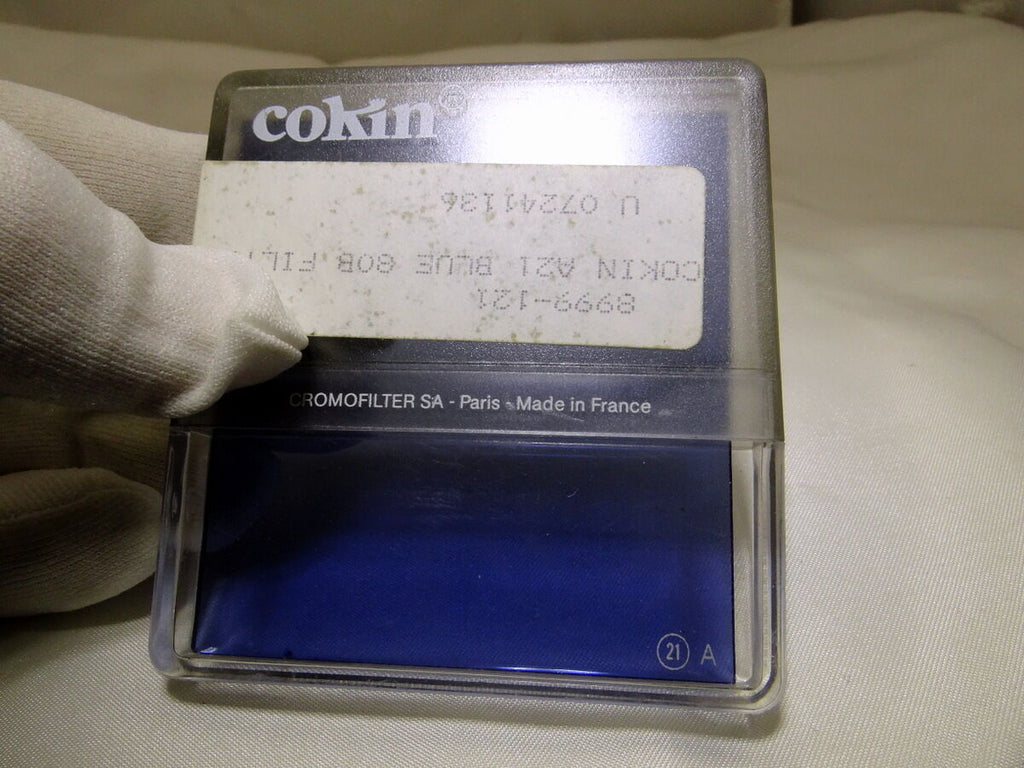 cokin®
8999-121
COKIN A21 BLUE 80B
U 07241136
CROMOFILTER SA - Paris - Made in France
21 A